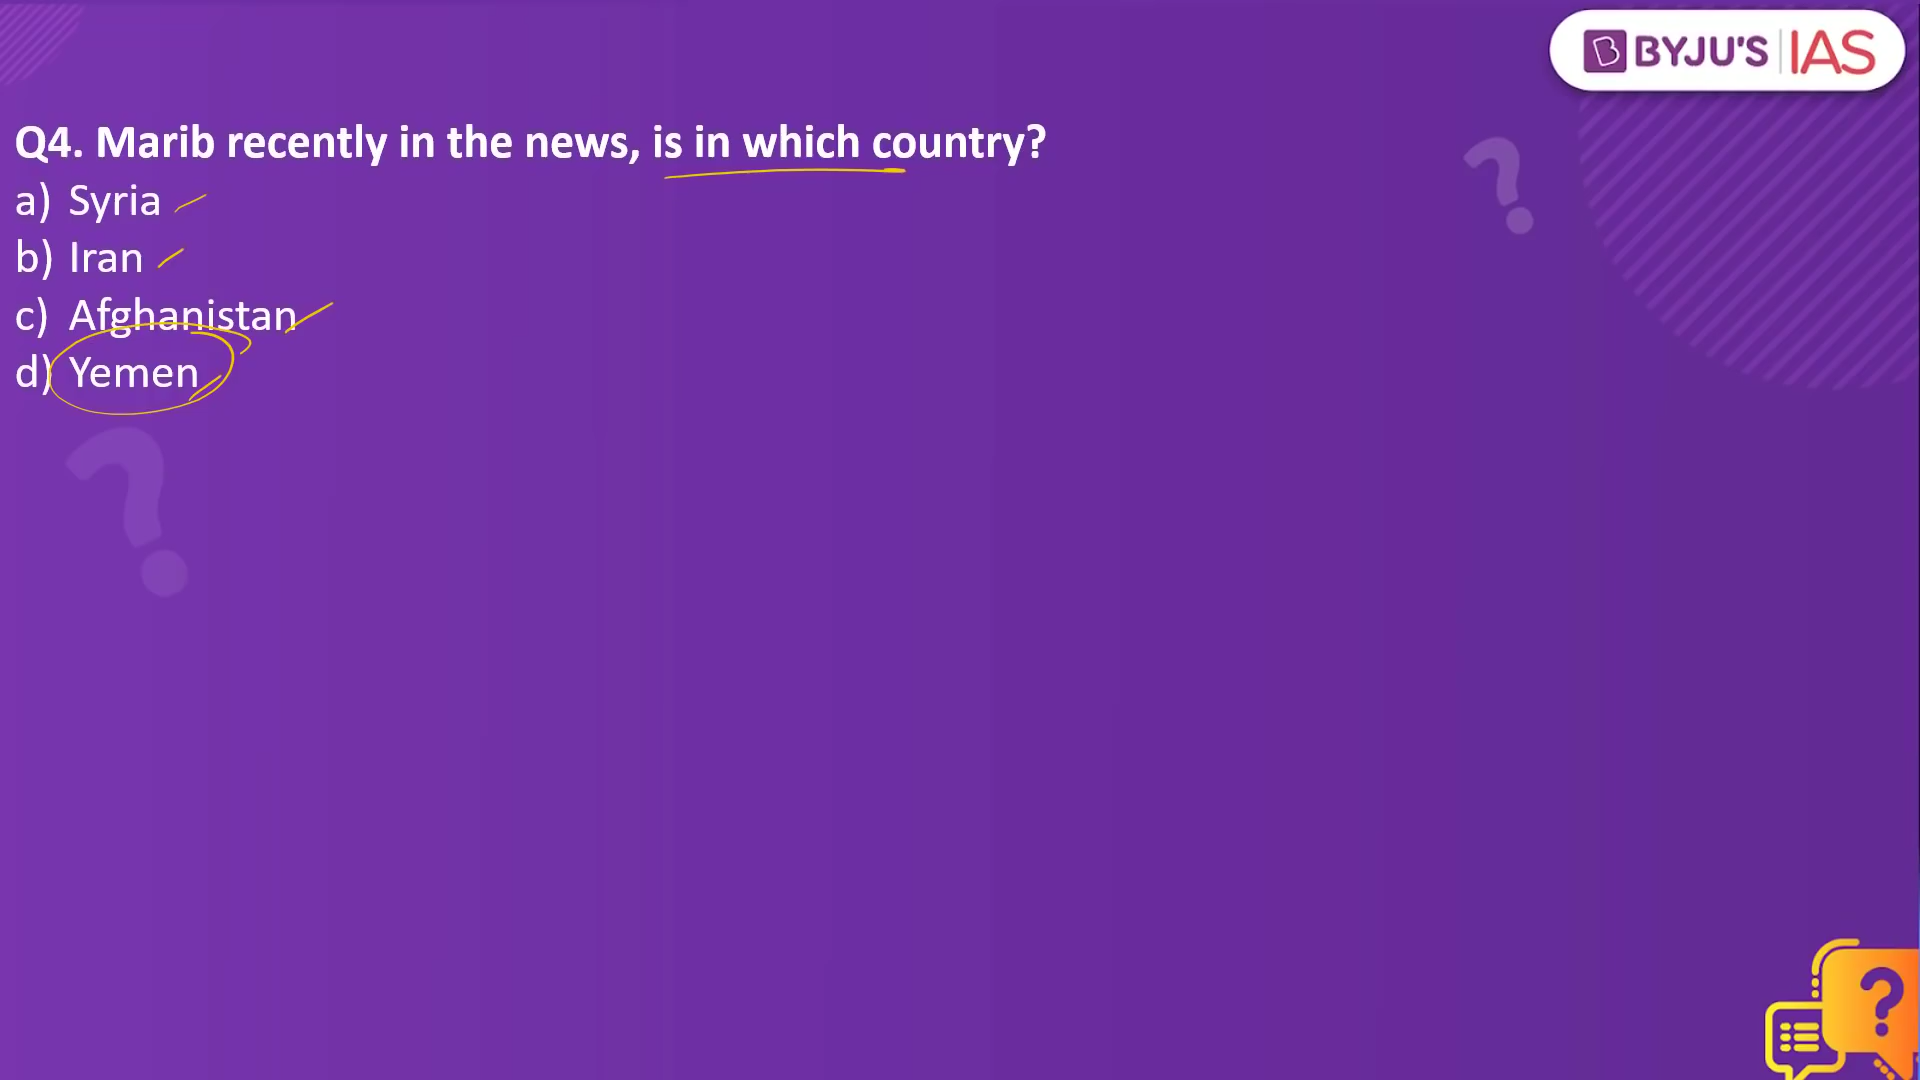 BYJU'S IAS
Q4. Marib recently in the news, is in which country?
a) Syria
b) Iran
c) Afghanistan
d) Yemen